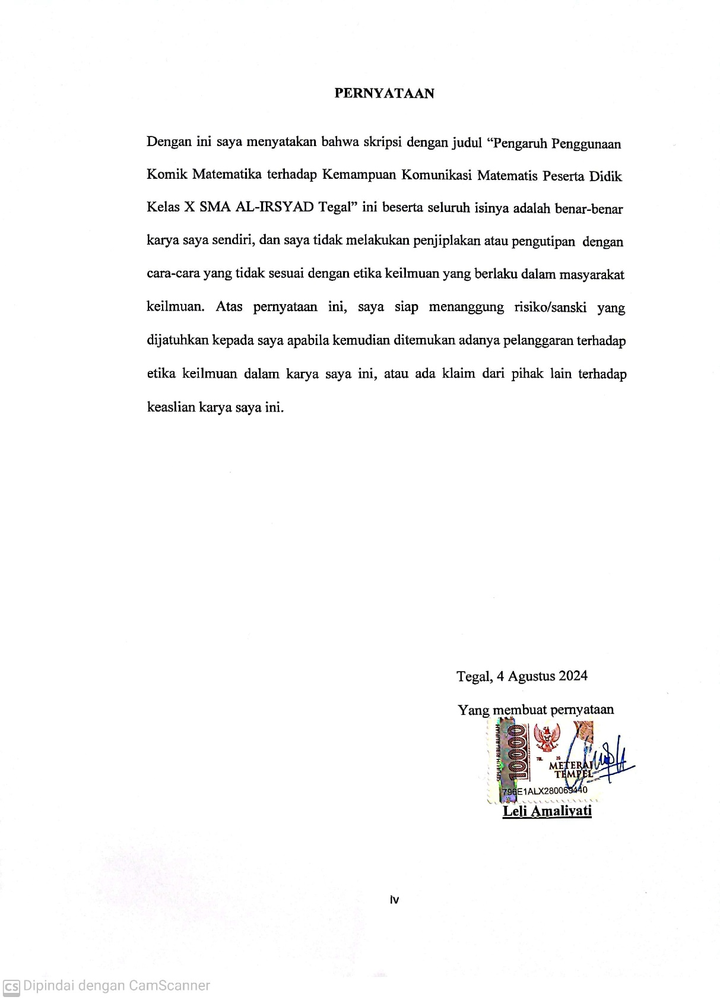 PERNYATAAN
Dengan ini saya menyatakan bahwa skripsi dengan judul “Pengaruh Penggunaan
Komik Matematika terhadap Kemampuan Komunikasi Matematis Peserta Didik
Kelas X SMA AL-IRSYAD Tegal” ini beserta seluruh isinya adalah benar-benar
karya saya sendiri, dan saya tidak melakukan penjiplakan atau pengutipan dengan
cara-cara yang tidak sesuai dengan etika keilmuan yang berlaku dalam masyarakat
keilmuan. Atas pernyataan ini, saya siap menanggung risiko/sanski yang
dijatuhkan kepada saya apabila kemudian ditemukan adanya pelanggaran terhadap
etika keilmuan dalam karya saya ini, atau ada klaim dari pihak lain terhadap
keaslian karya saya ini.
Tegal, 4 Agustus 2024
Yang membuat pernyataan
SEPULUH RIBU RUPIAH
10000
TGL. 20
METERAI
TEMPEL
796E1ALX280069440
Leli Amaliyati
iv
CS Dipindai dengan CamScanner